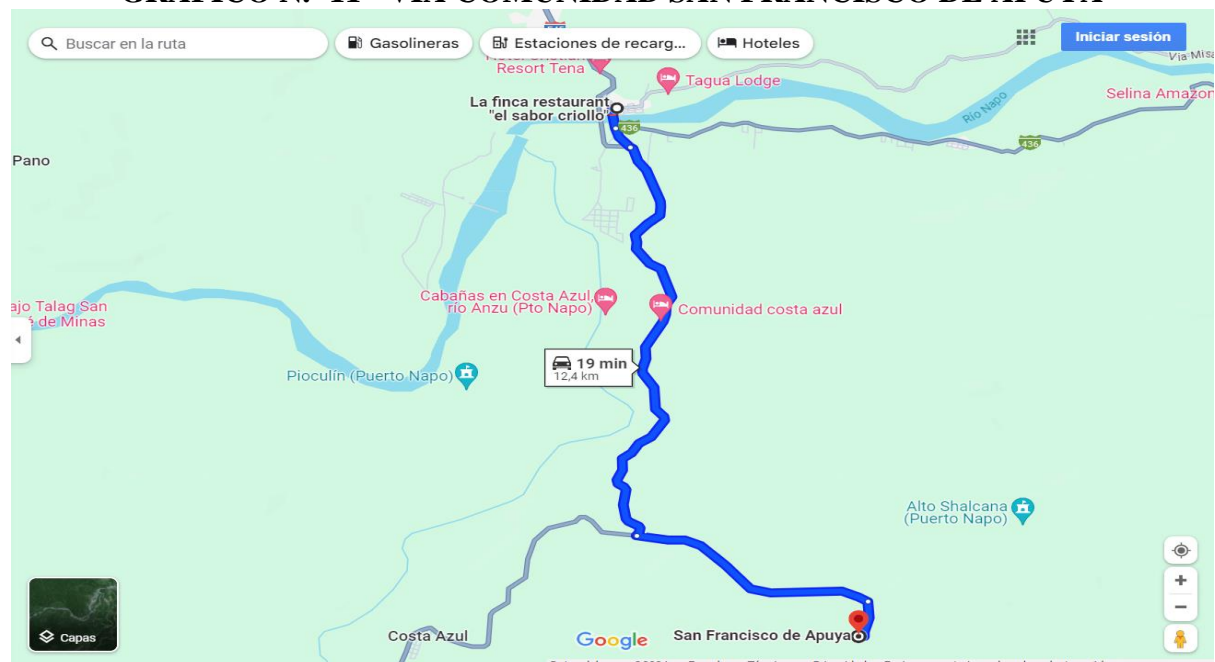 Buscar en la ruta
Gasolineras
Estaciones de recarg...
Hoteles
Iniciar sesión
Resort Tena
Tagua Lodge
Vía Misa
Selina Amazon
La finca restaurant
"el sabor criollo"
436
Río Napo
436
Pano
Cabañas en Costa Azul,
río Anzu (Pto Napo)
Comunidad costa azul
ajo Talag San
é de Minas
19 min
12,4 km
Pioculín (Puerto Napo)
Alto Shalcana
(Puerto Napo)
Capas
Costa Azul
Google
San Francisco de Apuya